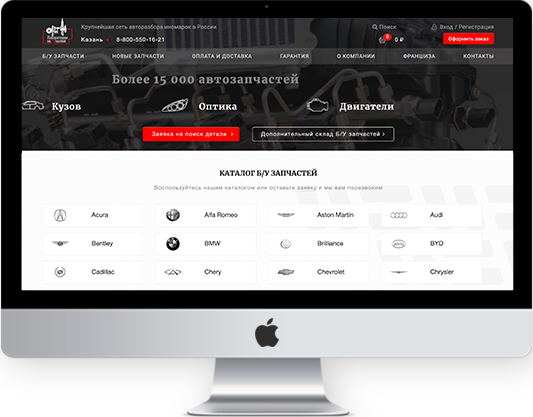 Крупнейшая сеть авторазбора иномарок в России
Поиск
Вход / Регистрация
Казань
8-800-550-16-21
0
0 ₽
Оформить заказ
Б/У ЗАПЧАСТИ НОВЫЕ ЗАПЧАСТИ ОПЛАТА И ДОСТАВКА ГАРАНТИЯ О КОМПАНИИ ФРАНШИЗА КОНТАКТЫ
Более 15 000 автозапчастей
Кузов Оптика Двигатели
Заявка на поиск детали > Дополнительный склад Б/У запчастей >
КАТАЛОГ Б/У ЗАПЧАСТЕЙ
Воспользуйтесь нашим каталогом или оставьте заявку и мы вам перезвоним
Acura Alfa Romeo Aston Martin Audi
Bentley BMW Brilliance BYD
Cadillac Chery Chevrolet Chrysler